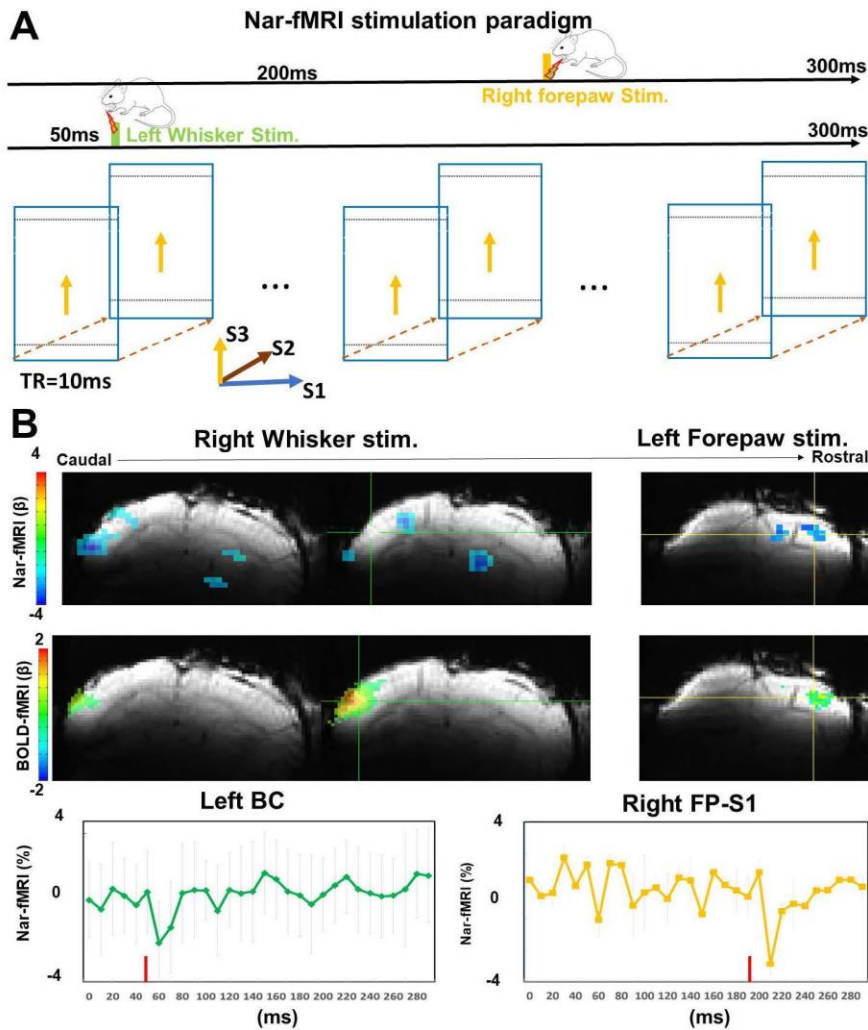 A
Nar-fMRI stimulation paradigm
200ms
300ms
Right forepaw Stim.
50ms
Left Whisker Stim.
300ms
...
...
S3
S2
S1
TR=10ms
B
Right Whisker stim.
Left Forepaw stim.
Caudal
Rostral
4
Nar-fMRI (β)
-4
2
BOLD-fMRI (β)
-2
Left BC
Right FP-S1
4
Nar-fMRI (%)
0
-4
0 20 40 60 80 100 120 140 160 180 200 220 240 260 280
(ms)
4
Nar-fMRI (%)
0
-4
0 20 40 60 80 100 120 140 160 180 200 220 240 260 280
(ms)